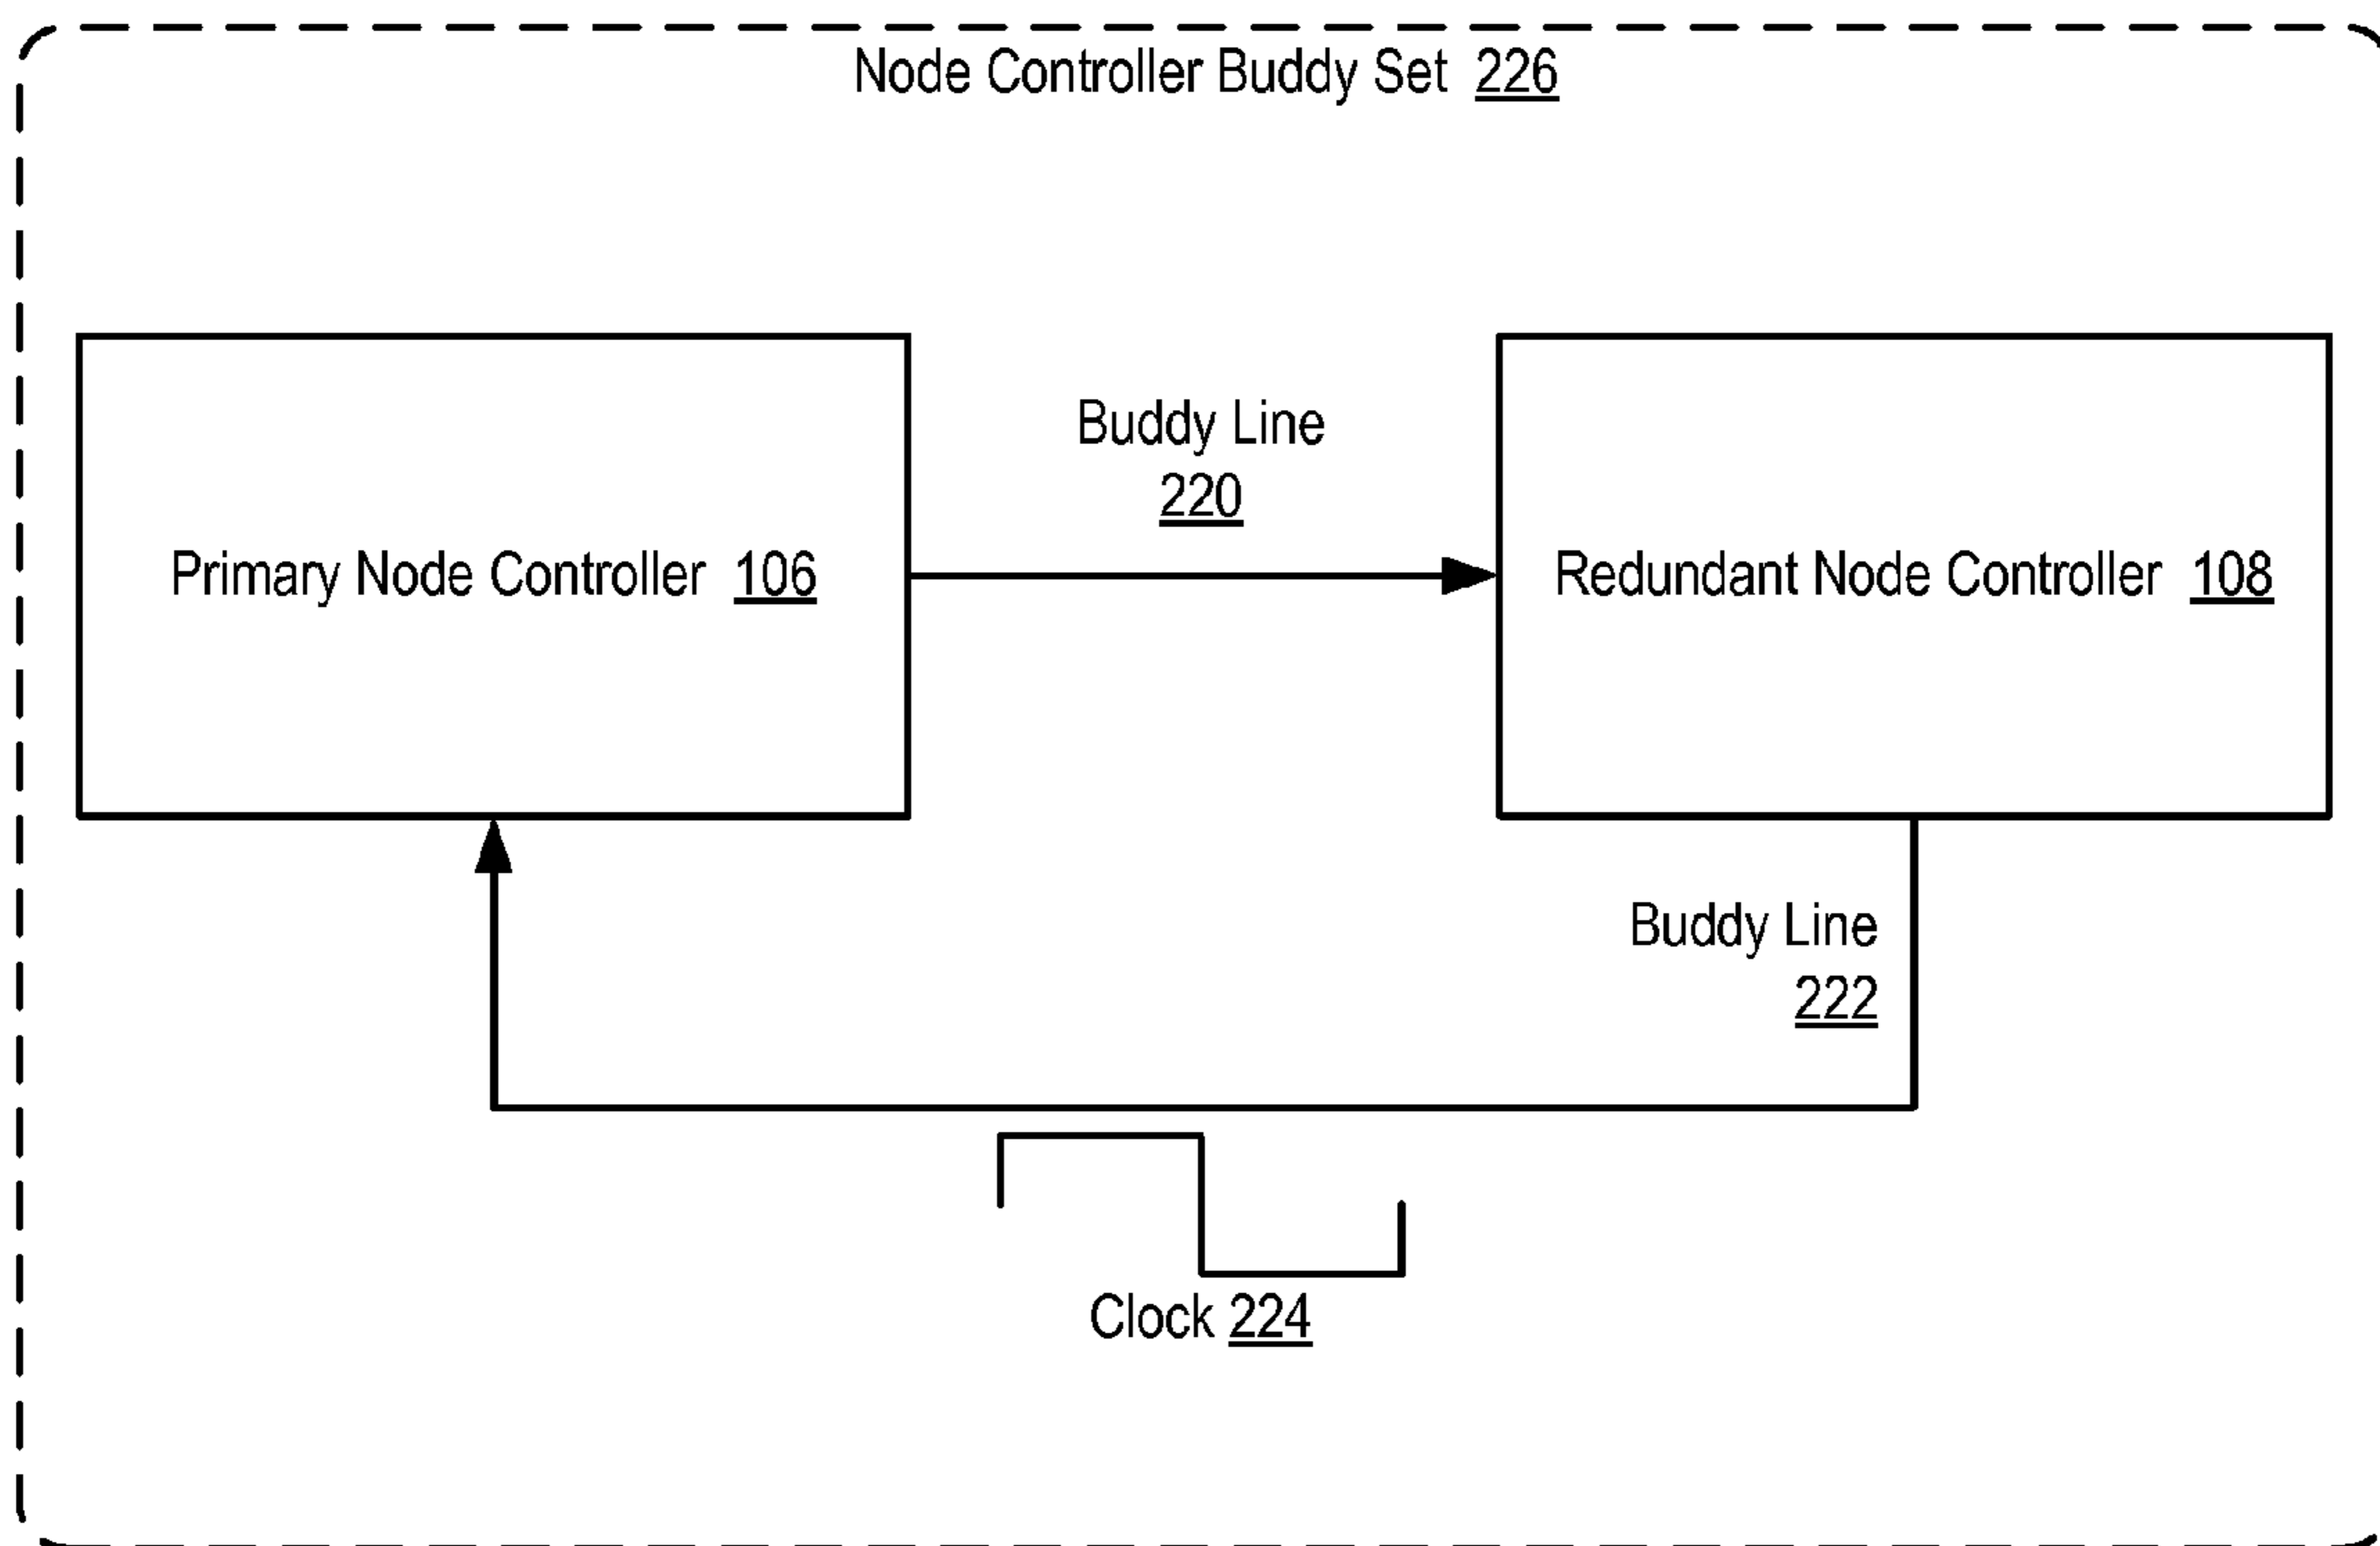 Node Controller Buddy Set 226
Buddy Line
220
Primary Node Controller 106
Redundant Node Controller 108
Buddy Line
222
Clock 224